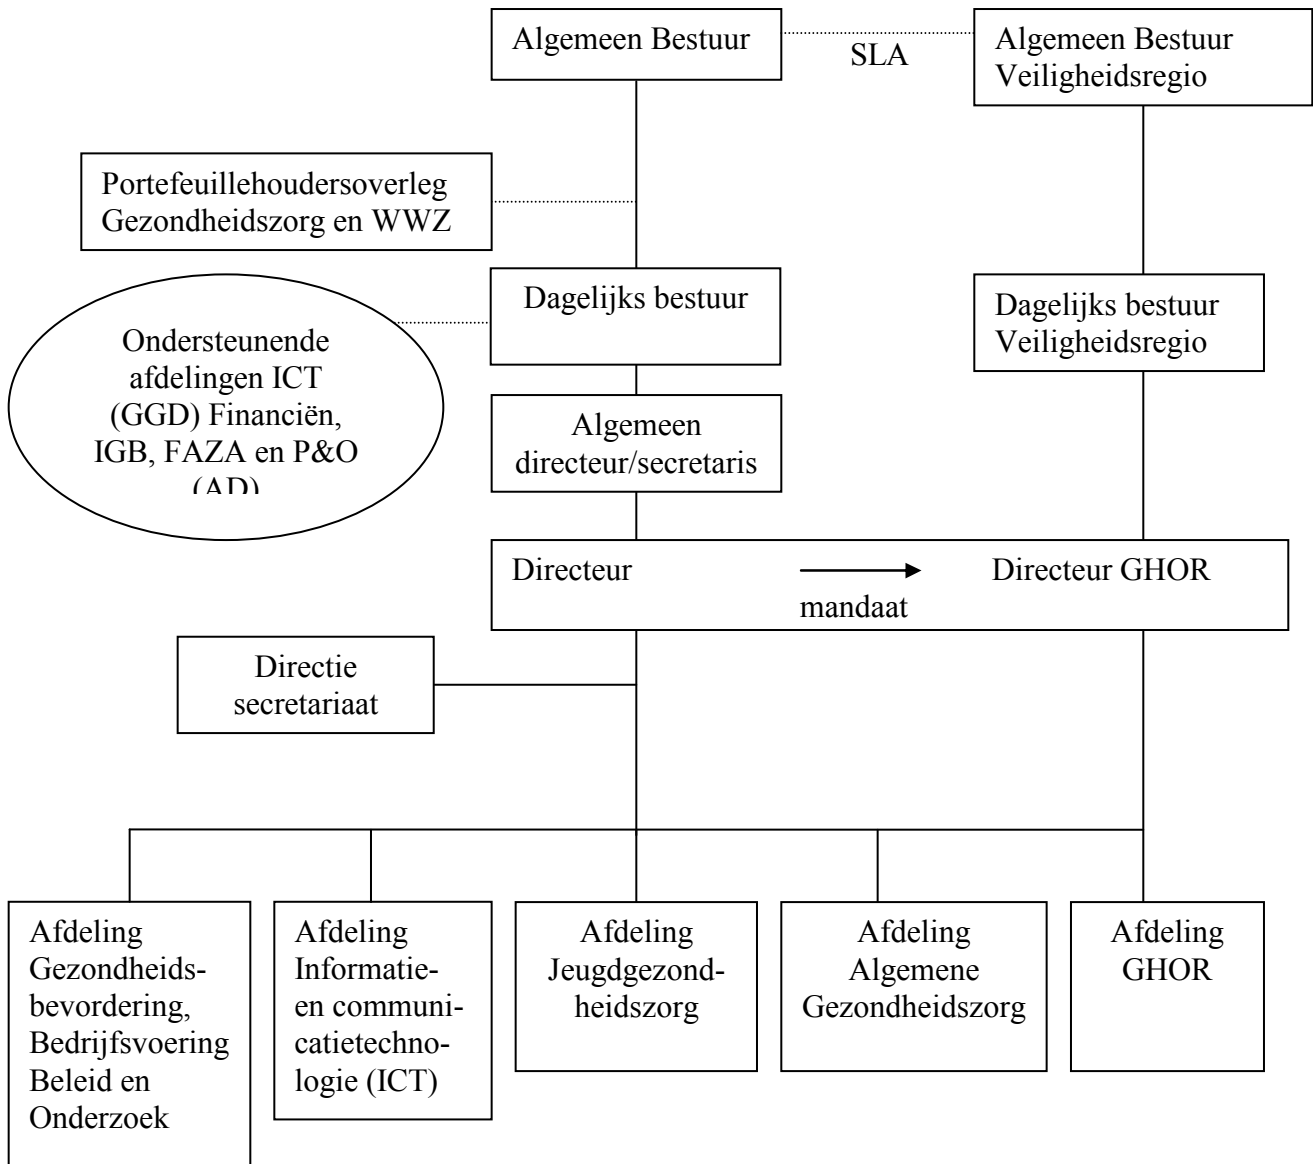 Algemeen Bestuur
SLA
Algemeen Bestuur
Veiligheidsregio
Portefeuillehoudersoverleg
Gezondheidszorg en WWZ
Dagelijks bestuur
Dagelijks bestuur
Veiligheidsregio
Ondersteunende
afdelingen ICT
(GGD) Financiën,
IGB, FAZA en P&O
(AD)
Algemeen
directeur/secretaris
Directeur
mandaat
Directeur GHOR
Directie
secretariaat
Afdeling
Gezondheids-
bevordering,
Bedrijfsvoering
Beleid en
Onderzoek
Afdeling
Informatie-
en communi-
catietechno-
logie (ICT)
Afdeling
Jeugdgezond-
heidszorg
Afdeling
Algemene
Gezondheidszorg
Afdeling
GHOR